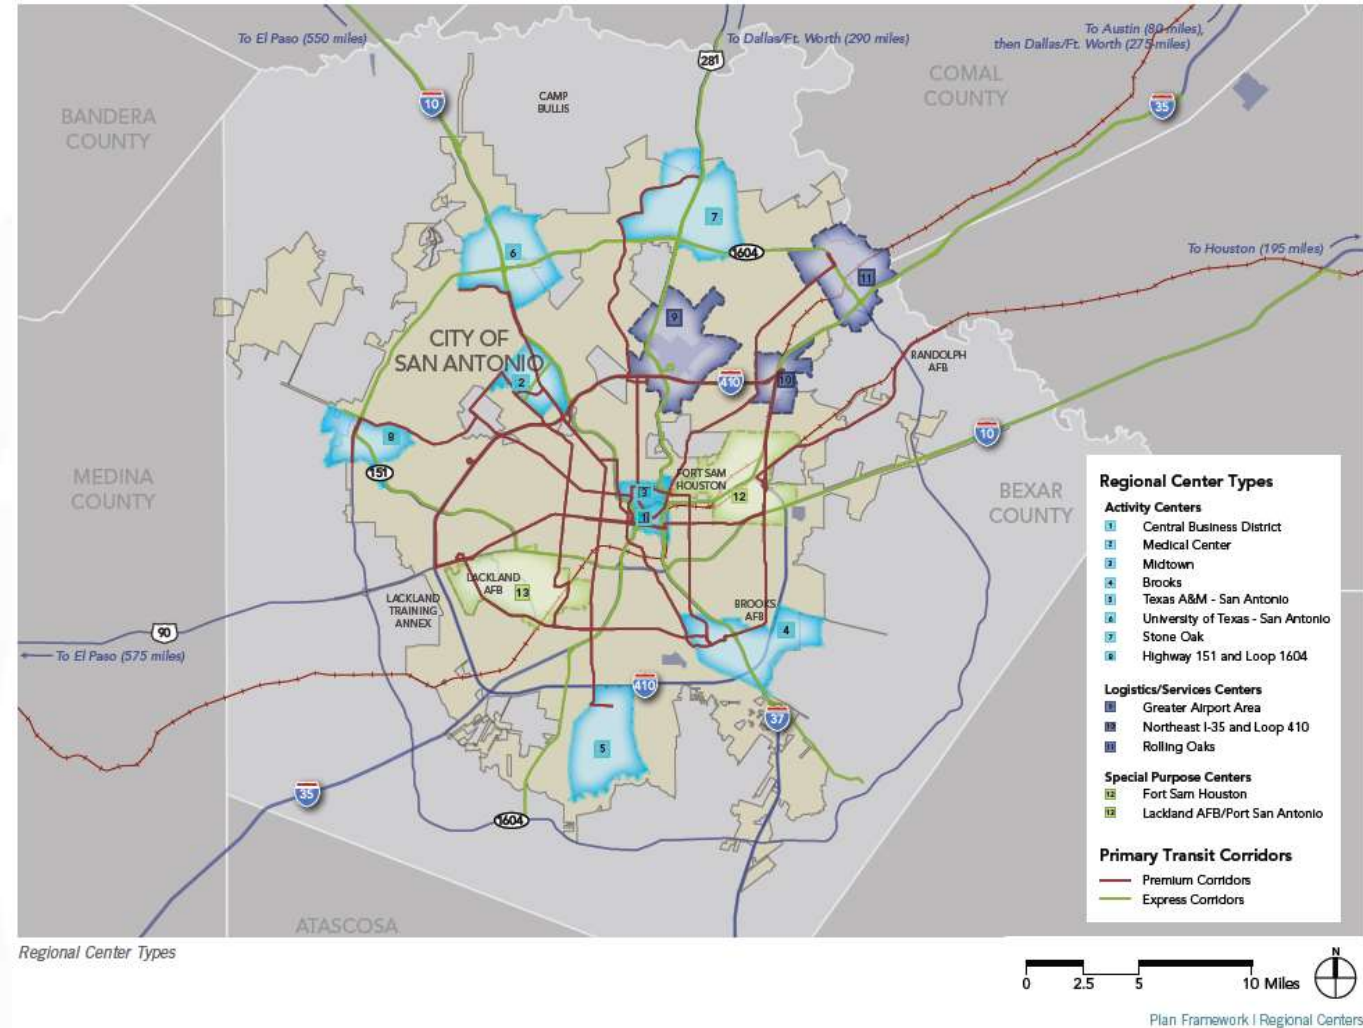 To El Paso (550 miles)
To Dallas/Ft. Worth (290 miles)
To Austin (80 miles),
then Dallas/Ft. Worth (275 miles)
281
10
CAMP
BULLIS
COMAL
COUNTY
35
BANDERA
COUNTY
7
6
1604
To Houston (195 miles)
11
9
CITY OF
SAN ANTONIO
RANDOLPH
AFB
2
410
10
8
10
151
MEDINA
COUNTY
FORT SAM
HOUSTON
3
12
1
BEXAR
COUNTY
LACKLAND
AFB
13
LACKLAND
TRAINING
ANNEX
BROOKS
AFB
4
90
To El Paso (575 miles)
410
37
5
35
1604
ATASCOSA
Regional Center Types
Activity Centers
1 Central Business District
2 Medical Center
3 Midtown
4 Brooks
5 Texas A&M - San Antonio
6 University of Texas - San Antonio
7 Stone Oak
8 Highway 151 and Loop 1604
Logistics/Services Centers
9 Greater Airport Area
10 Northeast I-35 and Loop 410
11 Rolling Oaks
Special Purpose Centers
12 Fort Sam Houston
13 Lackland AFB/Port San Antonio
Primary Transit Corridors
Premium Corridors
Express Corridors
Regional Center Types
N
0 2.5 5 10 Miles
Plan Framework | Regional Centers